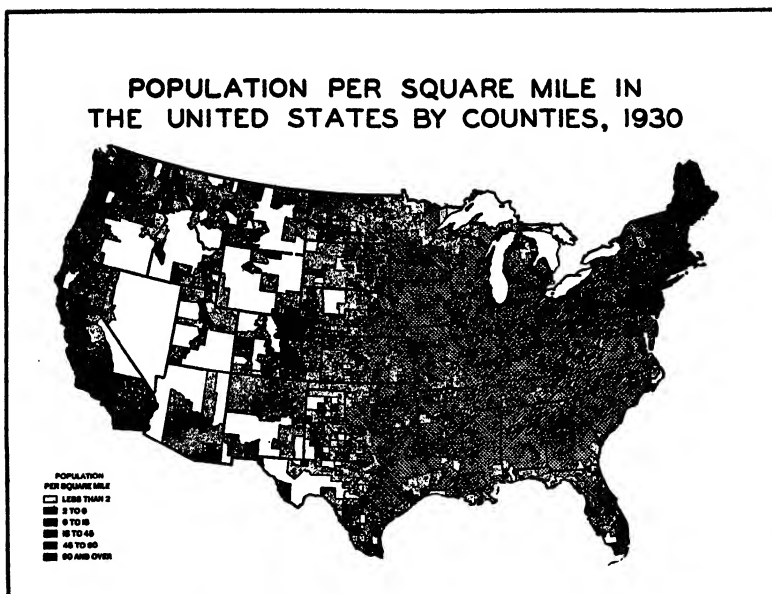 POPULATION PER SQUARE MILE IN
THE UNITED STATES BY COUNTIES, 1930
POPULATION
PER SQUARE MILE
LESS THAN 2
2 TO 6
6 TO 18
18 TO 45
45 TO 90
90 AND OVER